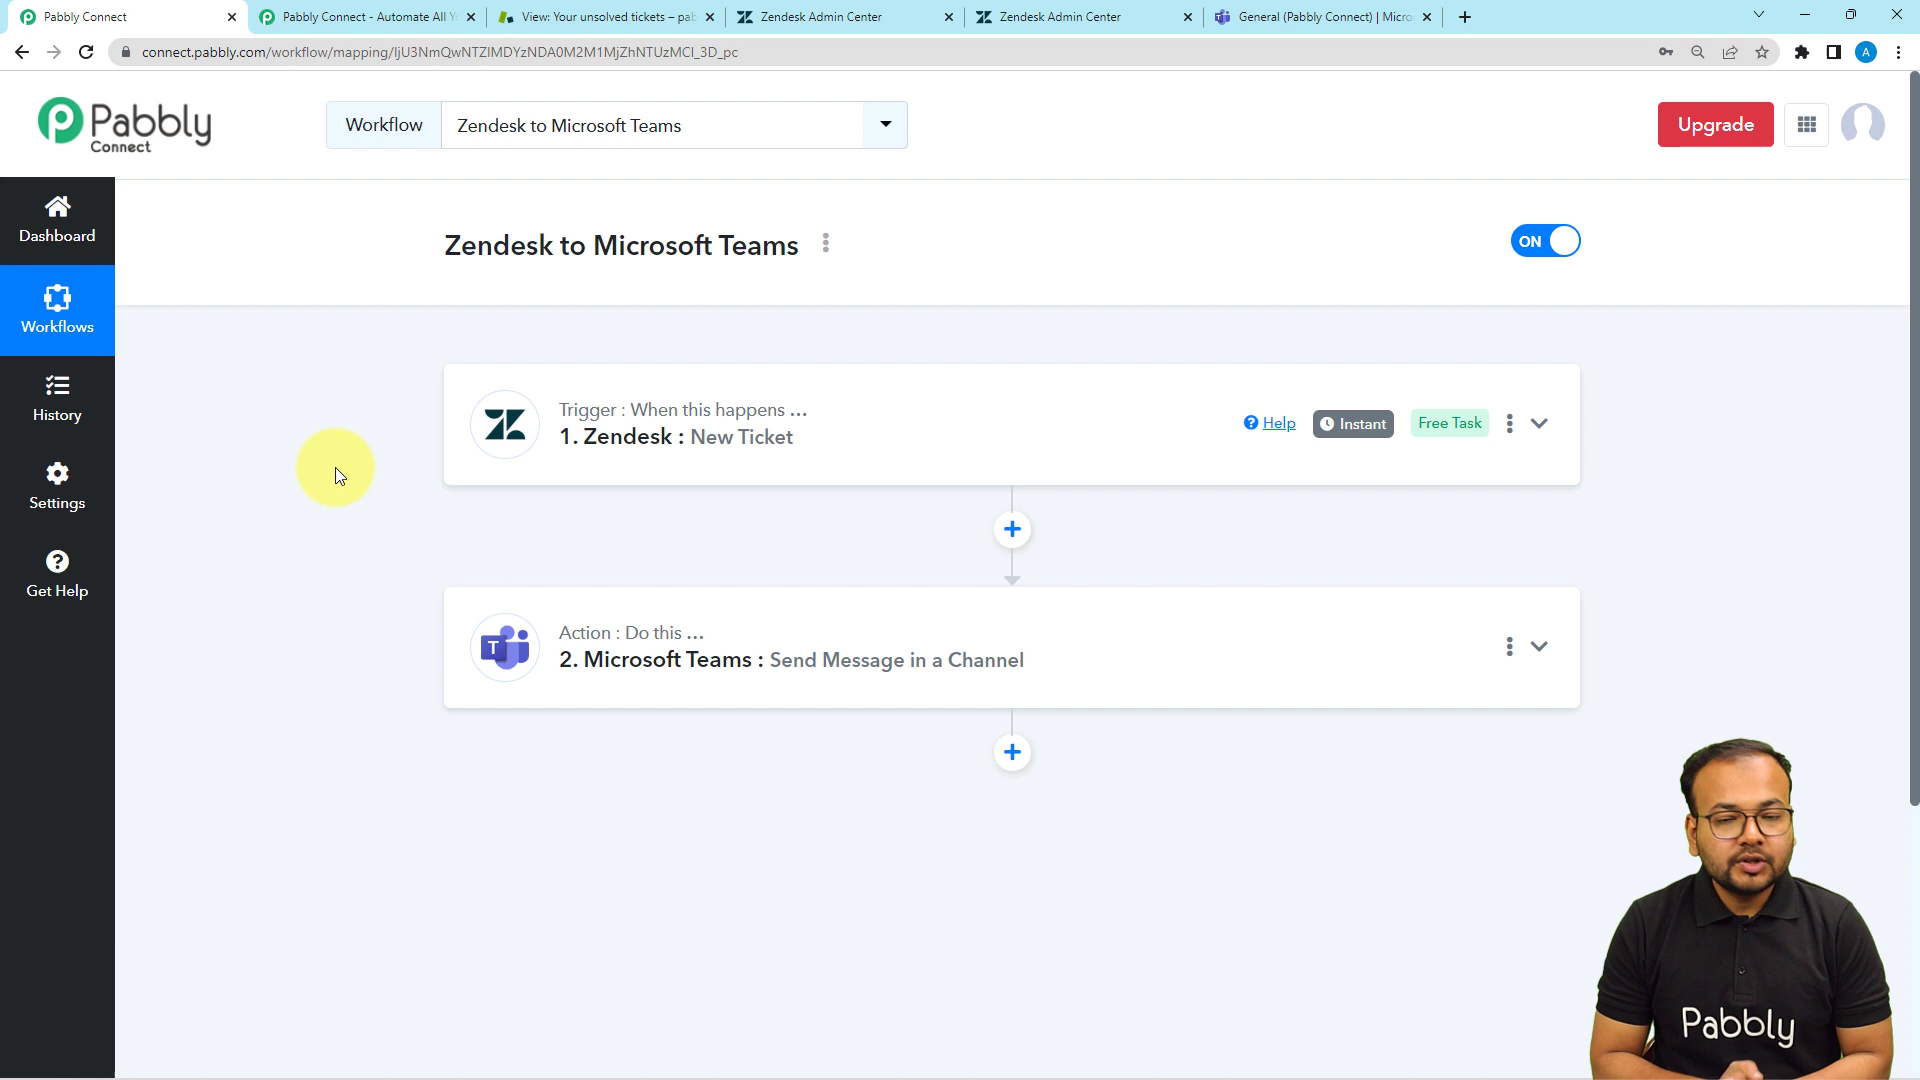 Pabbly Connect
Pabbly Connect - Automate All Y
View: Your unsolved tickets – pab
Zendesk Admin Center
Zendesk Admin Center
General (Pabbly Connect) | Micro
connect.pabbly.com/workflow/mapping/IjU3NmQwNTZlMDYzNDA0M2M1MjZhNTUzMCI_3D_pc
A
Pabbly
Connect
Workflow
Zendesk to Microsoft Teams
Upgrade
Dashboard
Workflows
History
Settings
Get Help
Zendesk to Microsoft Teams
ON
Trigger : When this happens ...
1. Zendesk : New Ticket
Help
Instant
Free Task
Action : Do this ...
2. Microsoft Teams : Send Message in a Channel
T
Pabbly